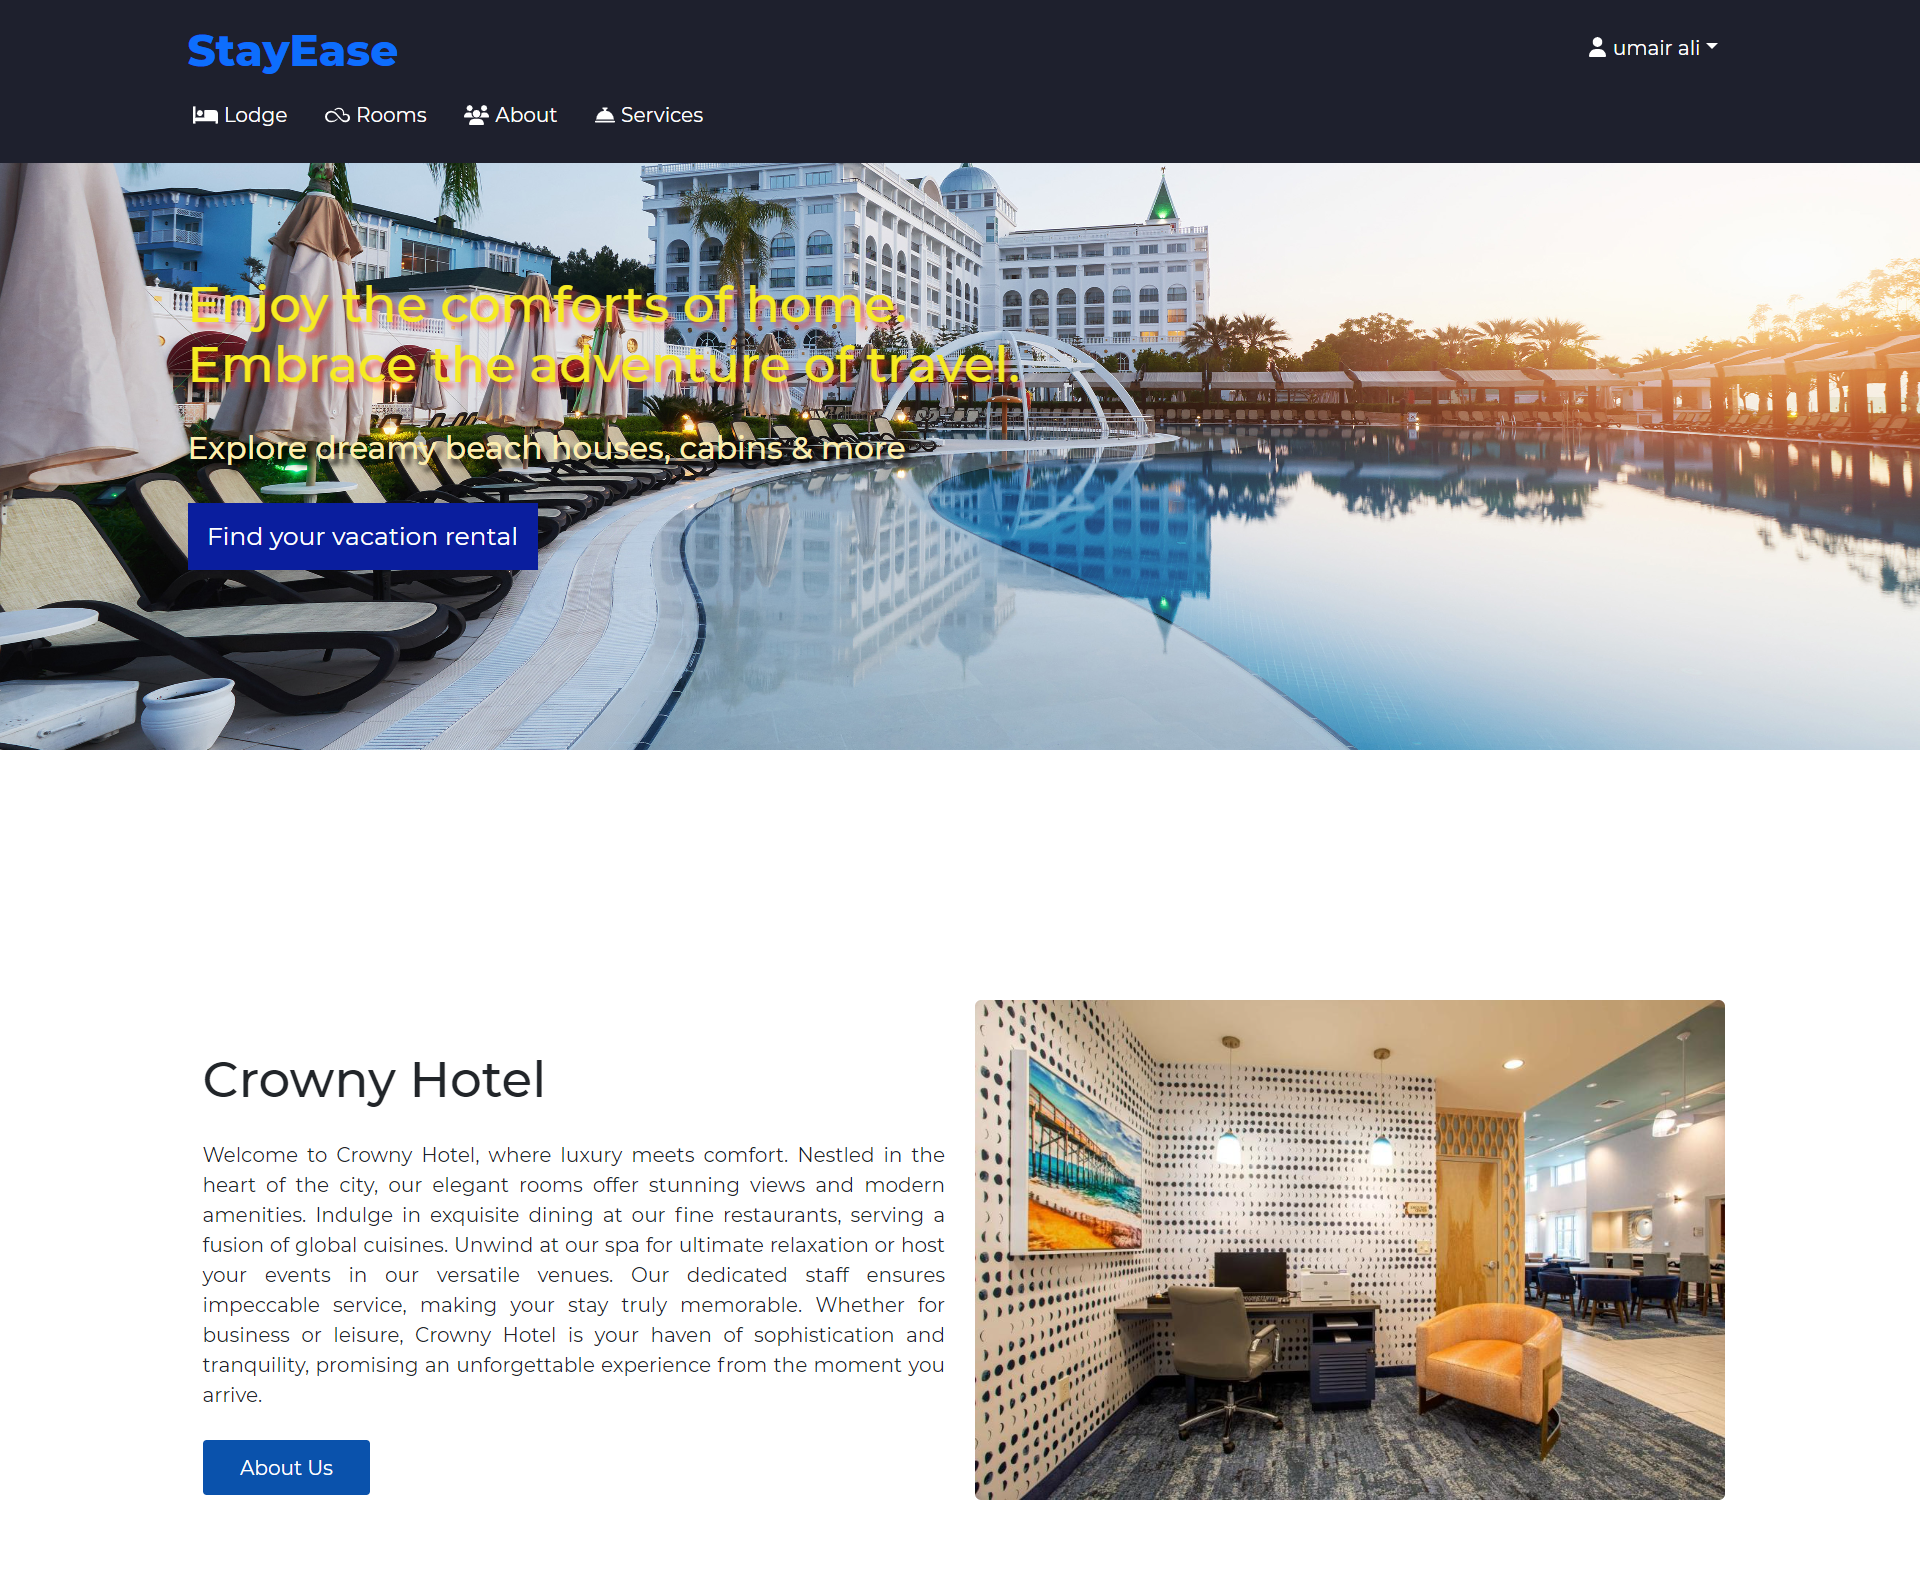 StayEase
umair ali
Lodge
Rooms
About
Services
Enjoy the comforts of home.
Embrace the adventure of travel.
Explore dreamy beach houses, cabins & more
Find your vacation rental
Crowny Hotel
Welcome to Crowny Hotel, where luxury meets comfort. Nestled in the
heart of the city, our elegant rooms offer stunning views and modern
amenities. Indulge in exquisite dining at our fine restaurants, serving a
fusion of global cuisines. Unwind at our spa for ultimate relaxation or host
your events in our versatile venues. Our dedicated staff ensures
impeccable service, making your stay truly memorable. Whether for
business or leisure, Crowny Hotel is your haven of sophistication and
tranquility, promising an unforgettable experience from the moment you
arrive.
About Us